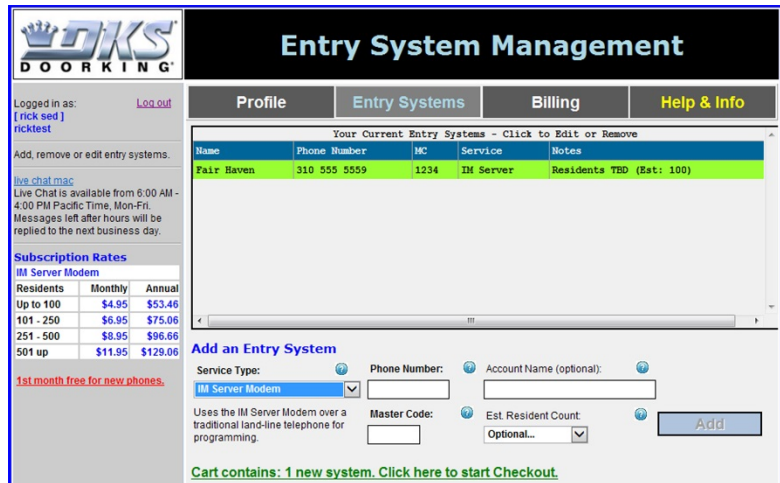 DKS
DOORKING
Entry System Management
Logged in as: Log out
[ rick sed ]
ricktest
Add, remove or edit entry systems.
live chat mac
Live Chat is available from 6:00 AM -
4:00 PM Pacific Time, Mon-Fri.
Messages left after hours will be
replied to the next business day.
Subscription Rates
IM Server Modem
Residents Monthly Annual
Up to 100 $4.95 $53.46
101 - 250 $6.95 $75.06
251 - 500 $8.95 $96.66
501 up $11.95 $129.06
1st month free for new phones.
Profile Entry Systems Billing Help & Info
Your Current Entry Systems - Click to Edit or Remove
Name Phone Number MC Service Notes
Fair Haven 310 555 5559 1234 IM Server Residents TBD (Est: 100)
Add an Entry System
Service Type: ? Phone Number: ? Account Name (optional): ?
IM Server Modem
Uses the IM Server Modem over a
traditional land-line telephone for
programming.
Master Code: ? Est. Resident Count: ?
Optional...
Add
Cart contains: 1 new system. Click here to start Checkout.